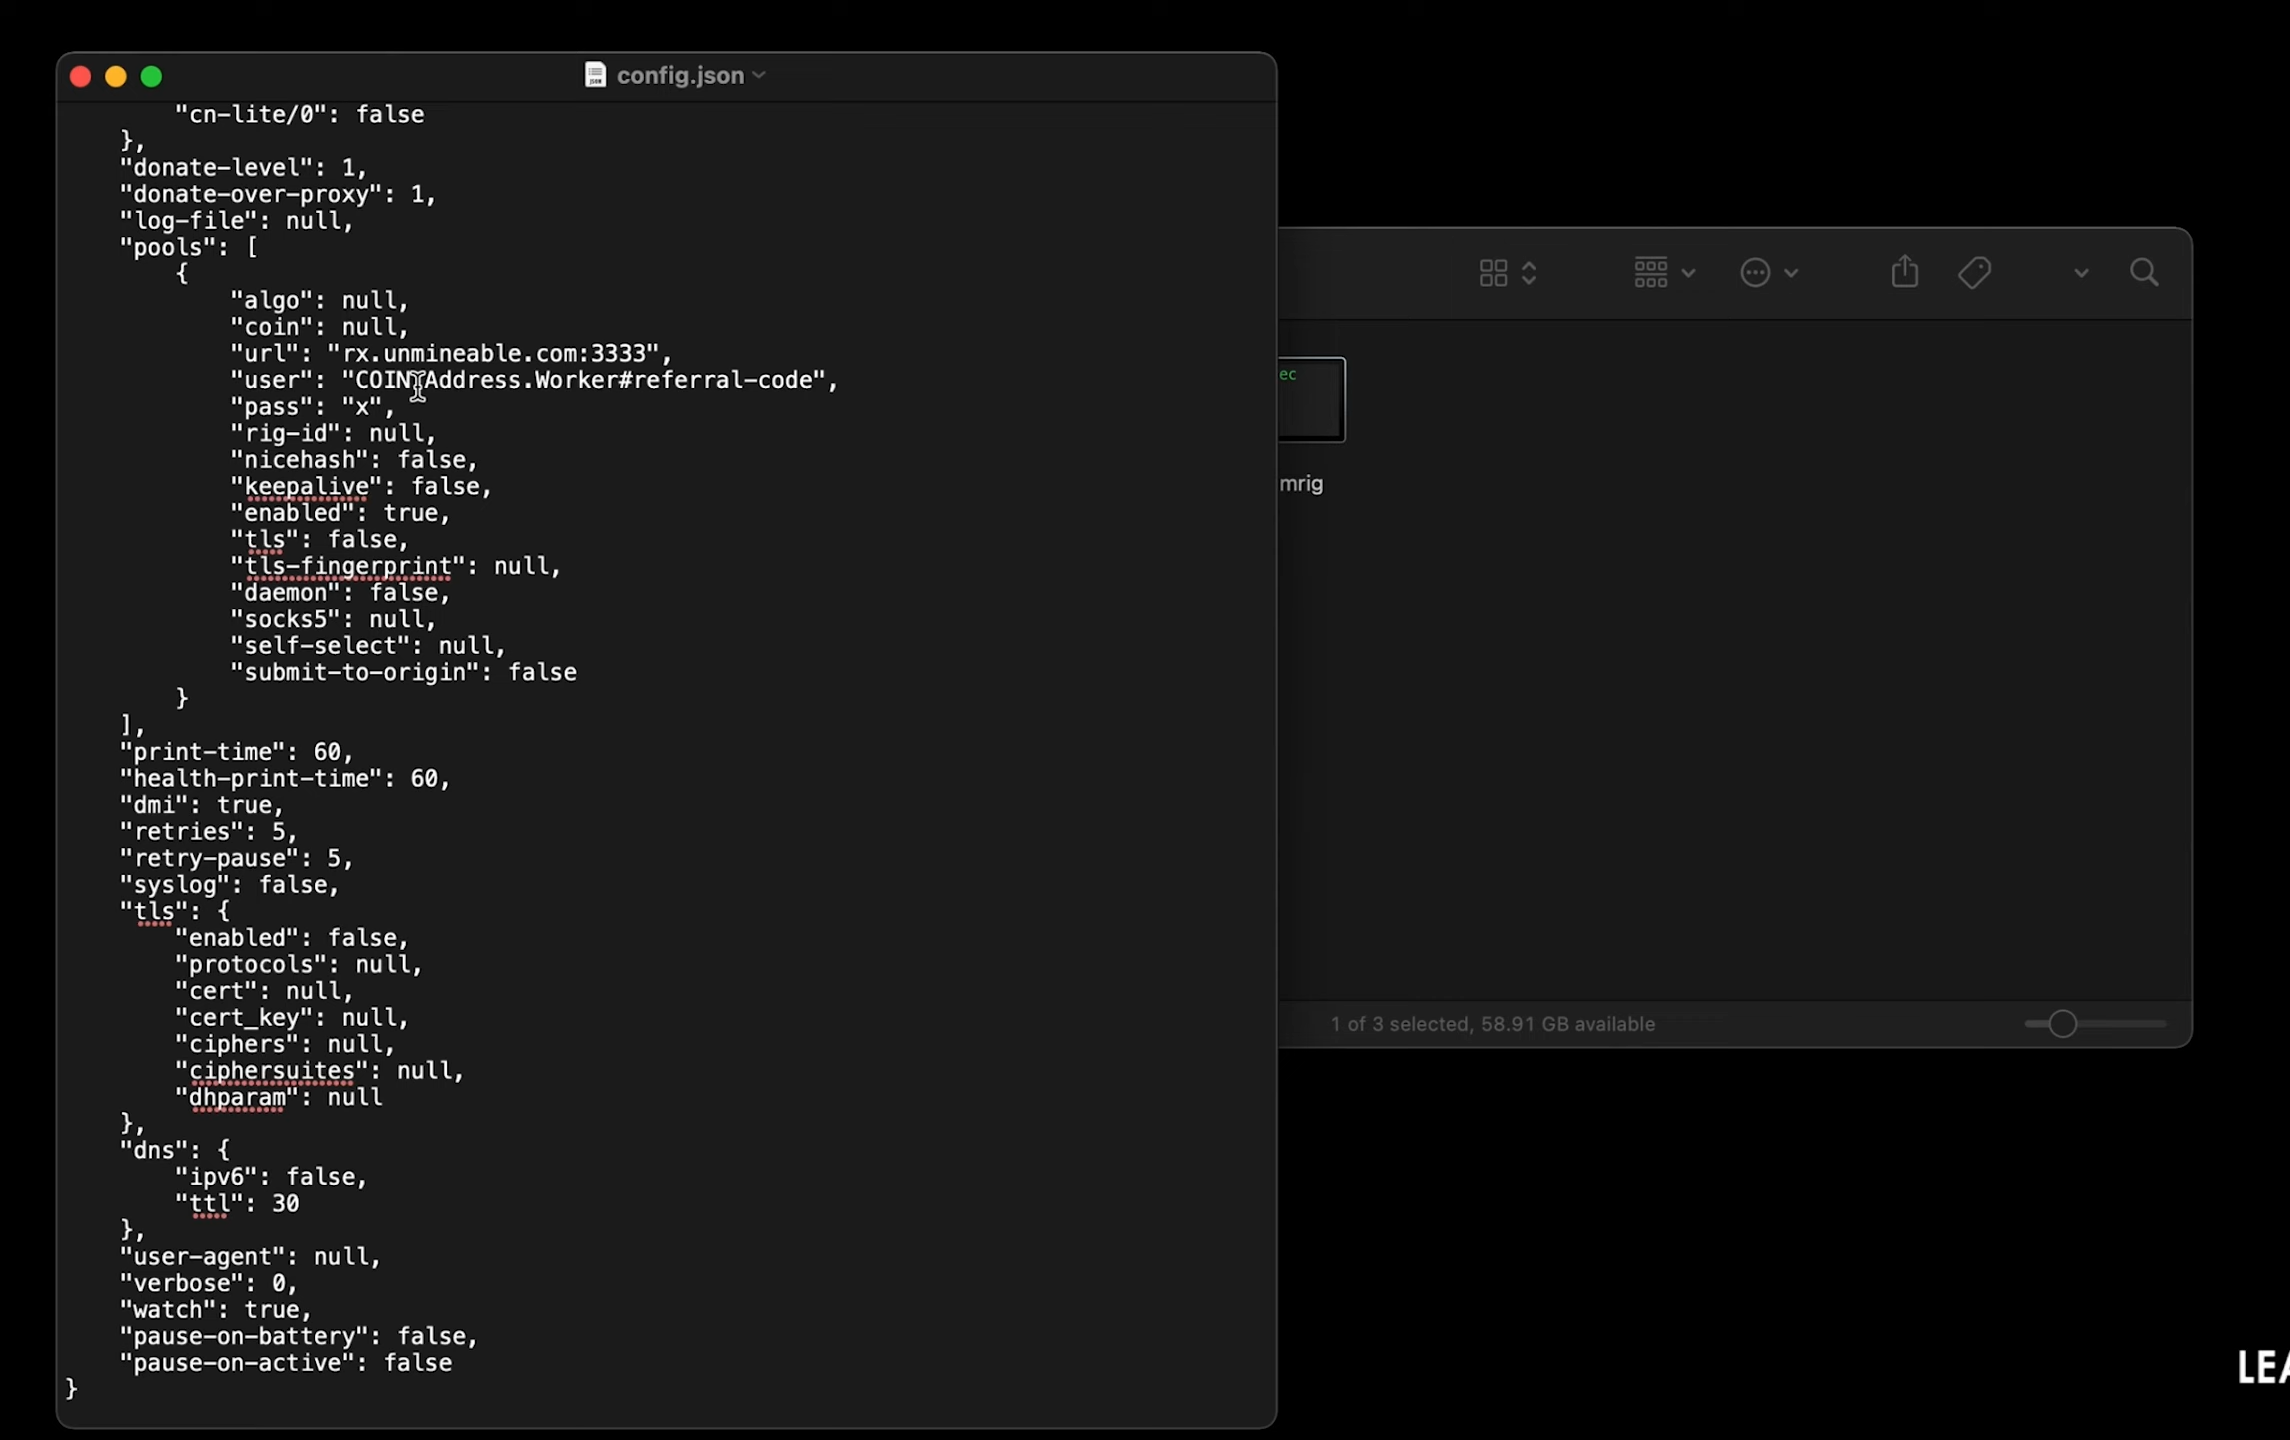 config.json
"cn-lite/0": false
},
"donate-level": 1,
"donate-over-proxy": 1,
"log-file": null,
"pools": [
{
"algo": null,
"coin": null,
"url": "rx.unmineable.com:3333",
"user": "COIN:Address.Worker#referral-code",
"pass": "x",
"rig-id": null,
"nicehash": false,
"keepalive": false,
"enabled": true,
"tls": false,
"tls-fingerprint": null,
"daemon": false,
"socks5": null,
"self-select": null,
"submit-to-origin": false
}
],
"print-time": 60,
"health-print-time": 60,
"dmi": true,
"retries": 5,
"retry-pause": 5,
"syslog": false,
"tls": {
"enabled": false,
"protocols": null,
"cert": null,
"cert_key": null,
"ciphers": null,
"ciphersuites": null,
"dhparam": null
},
"dns": {
"ipv6": false,
"ttl": 30
},
"user-agent": null,
"verbose": 0,
"watch": true,
"pause-on-battery": false,
"pause-on-active": false
}
ec
mrig
1 of 3 selected, 58.91 GB available
LEA